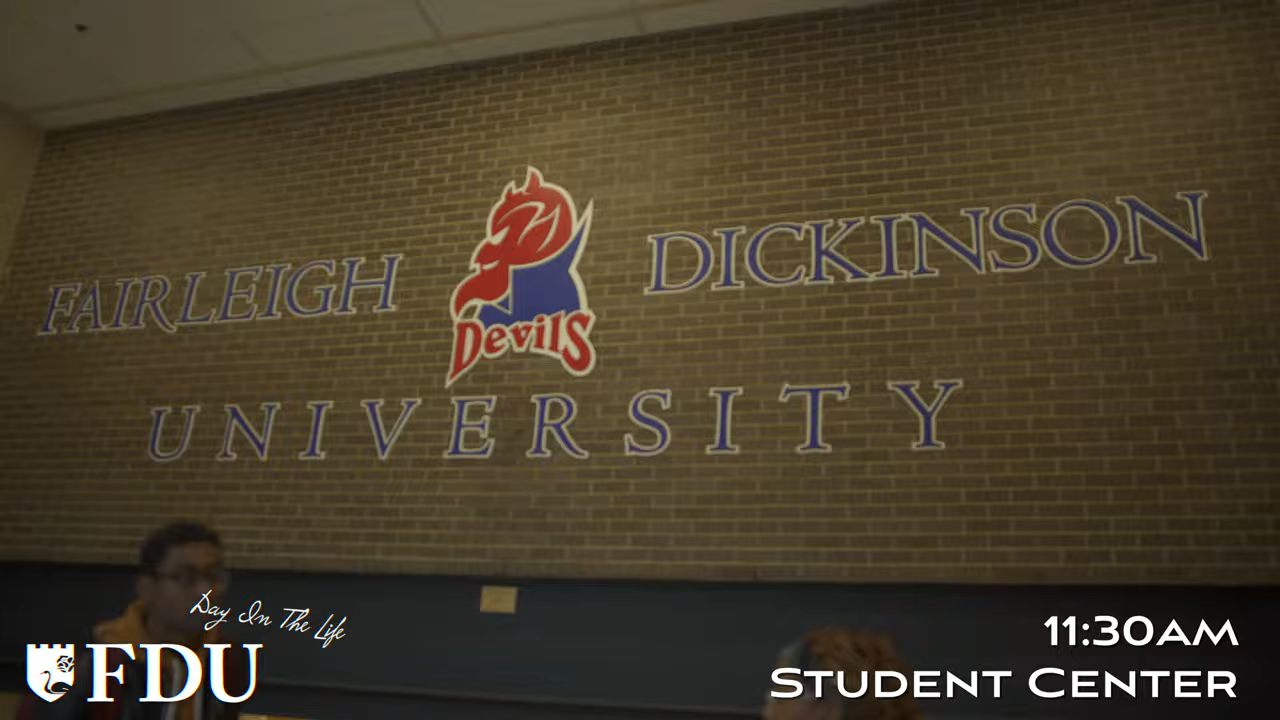 FAIRLEIGH DICKINSON
Devils
UNIVERSITY
Day In The Life
FDU
11:30AM
STUDENT CENTER